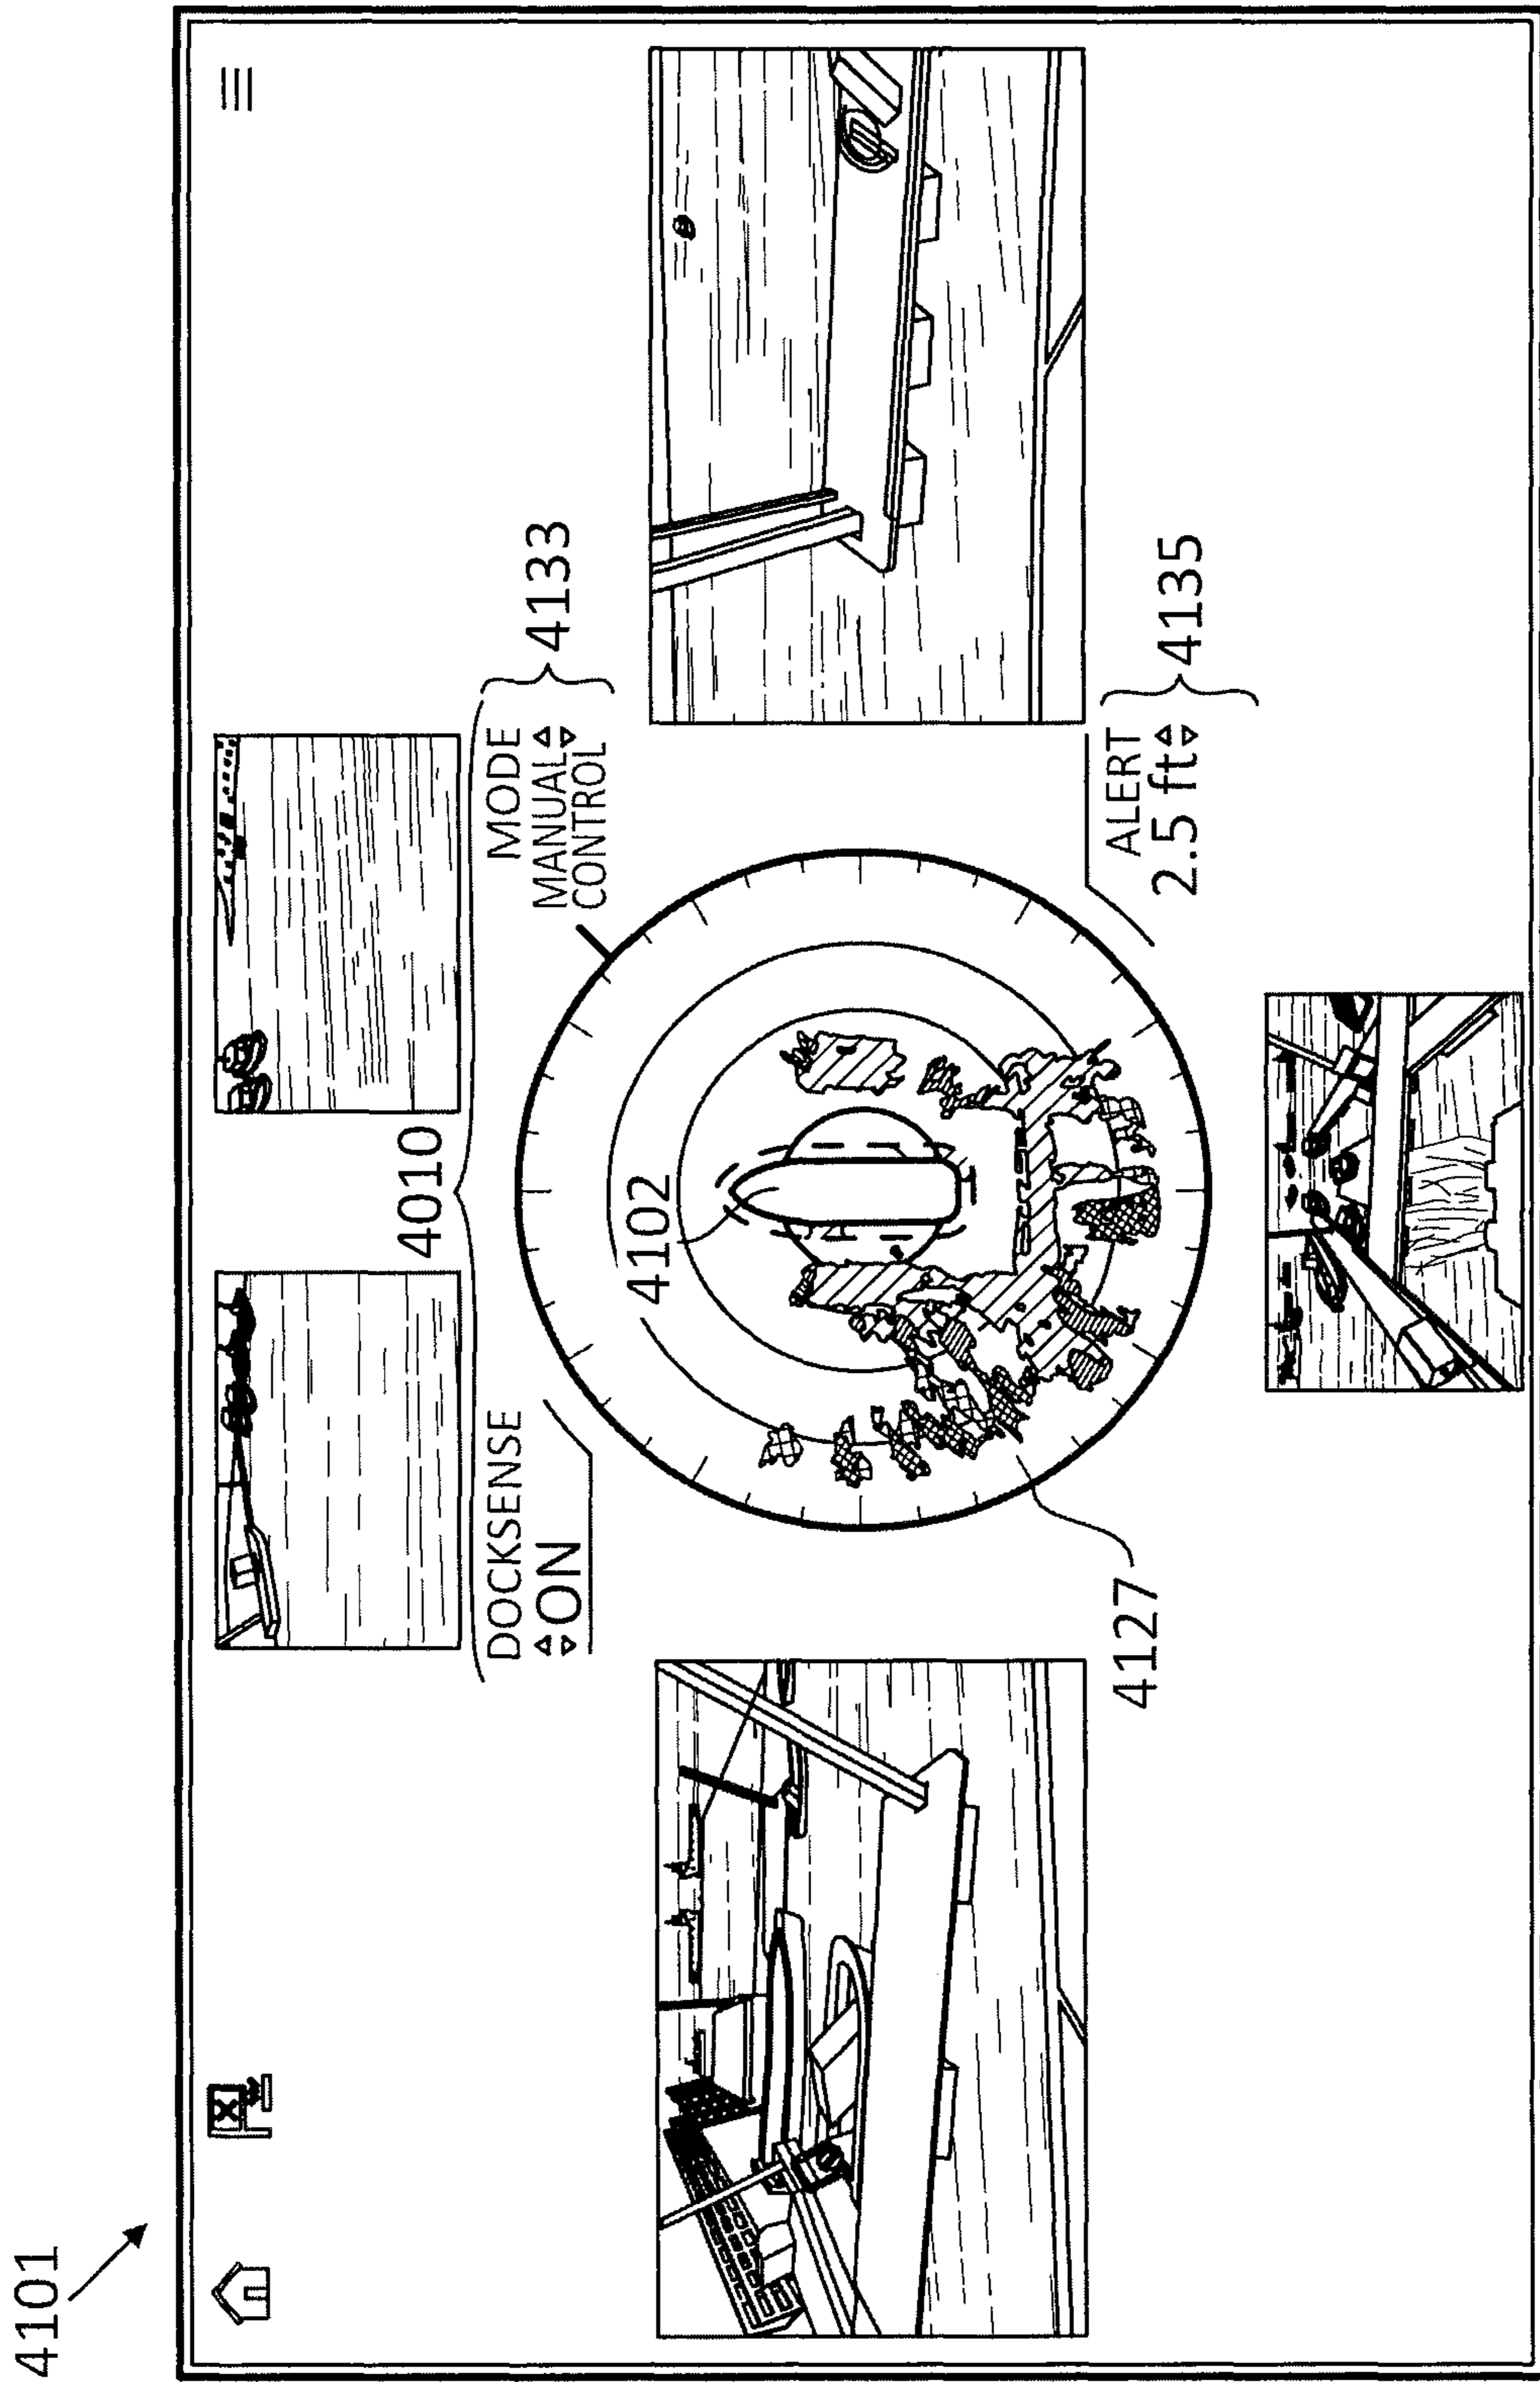 4101
4010
DOCKSENSE
ON
MODE
MANUAL
CONTROL
4133
4102
4127
ALERT
2.5 ft
4135